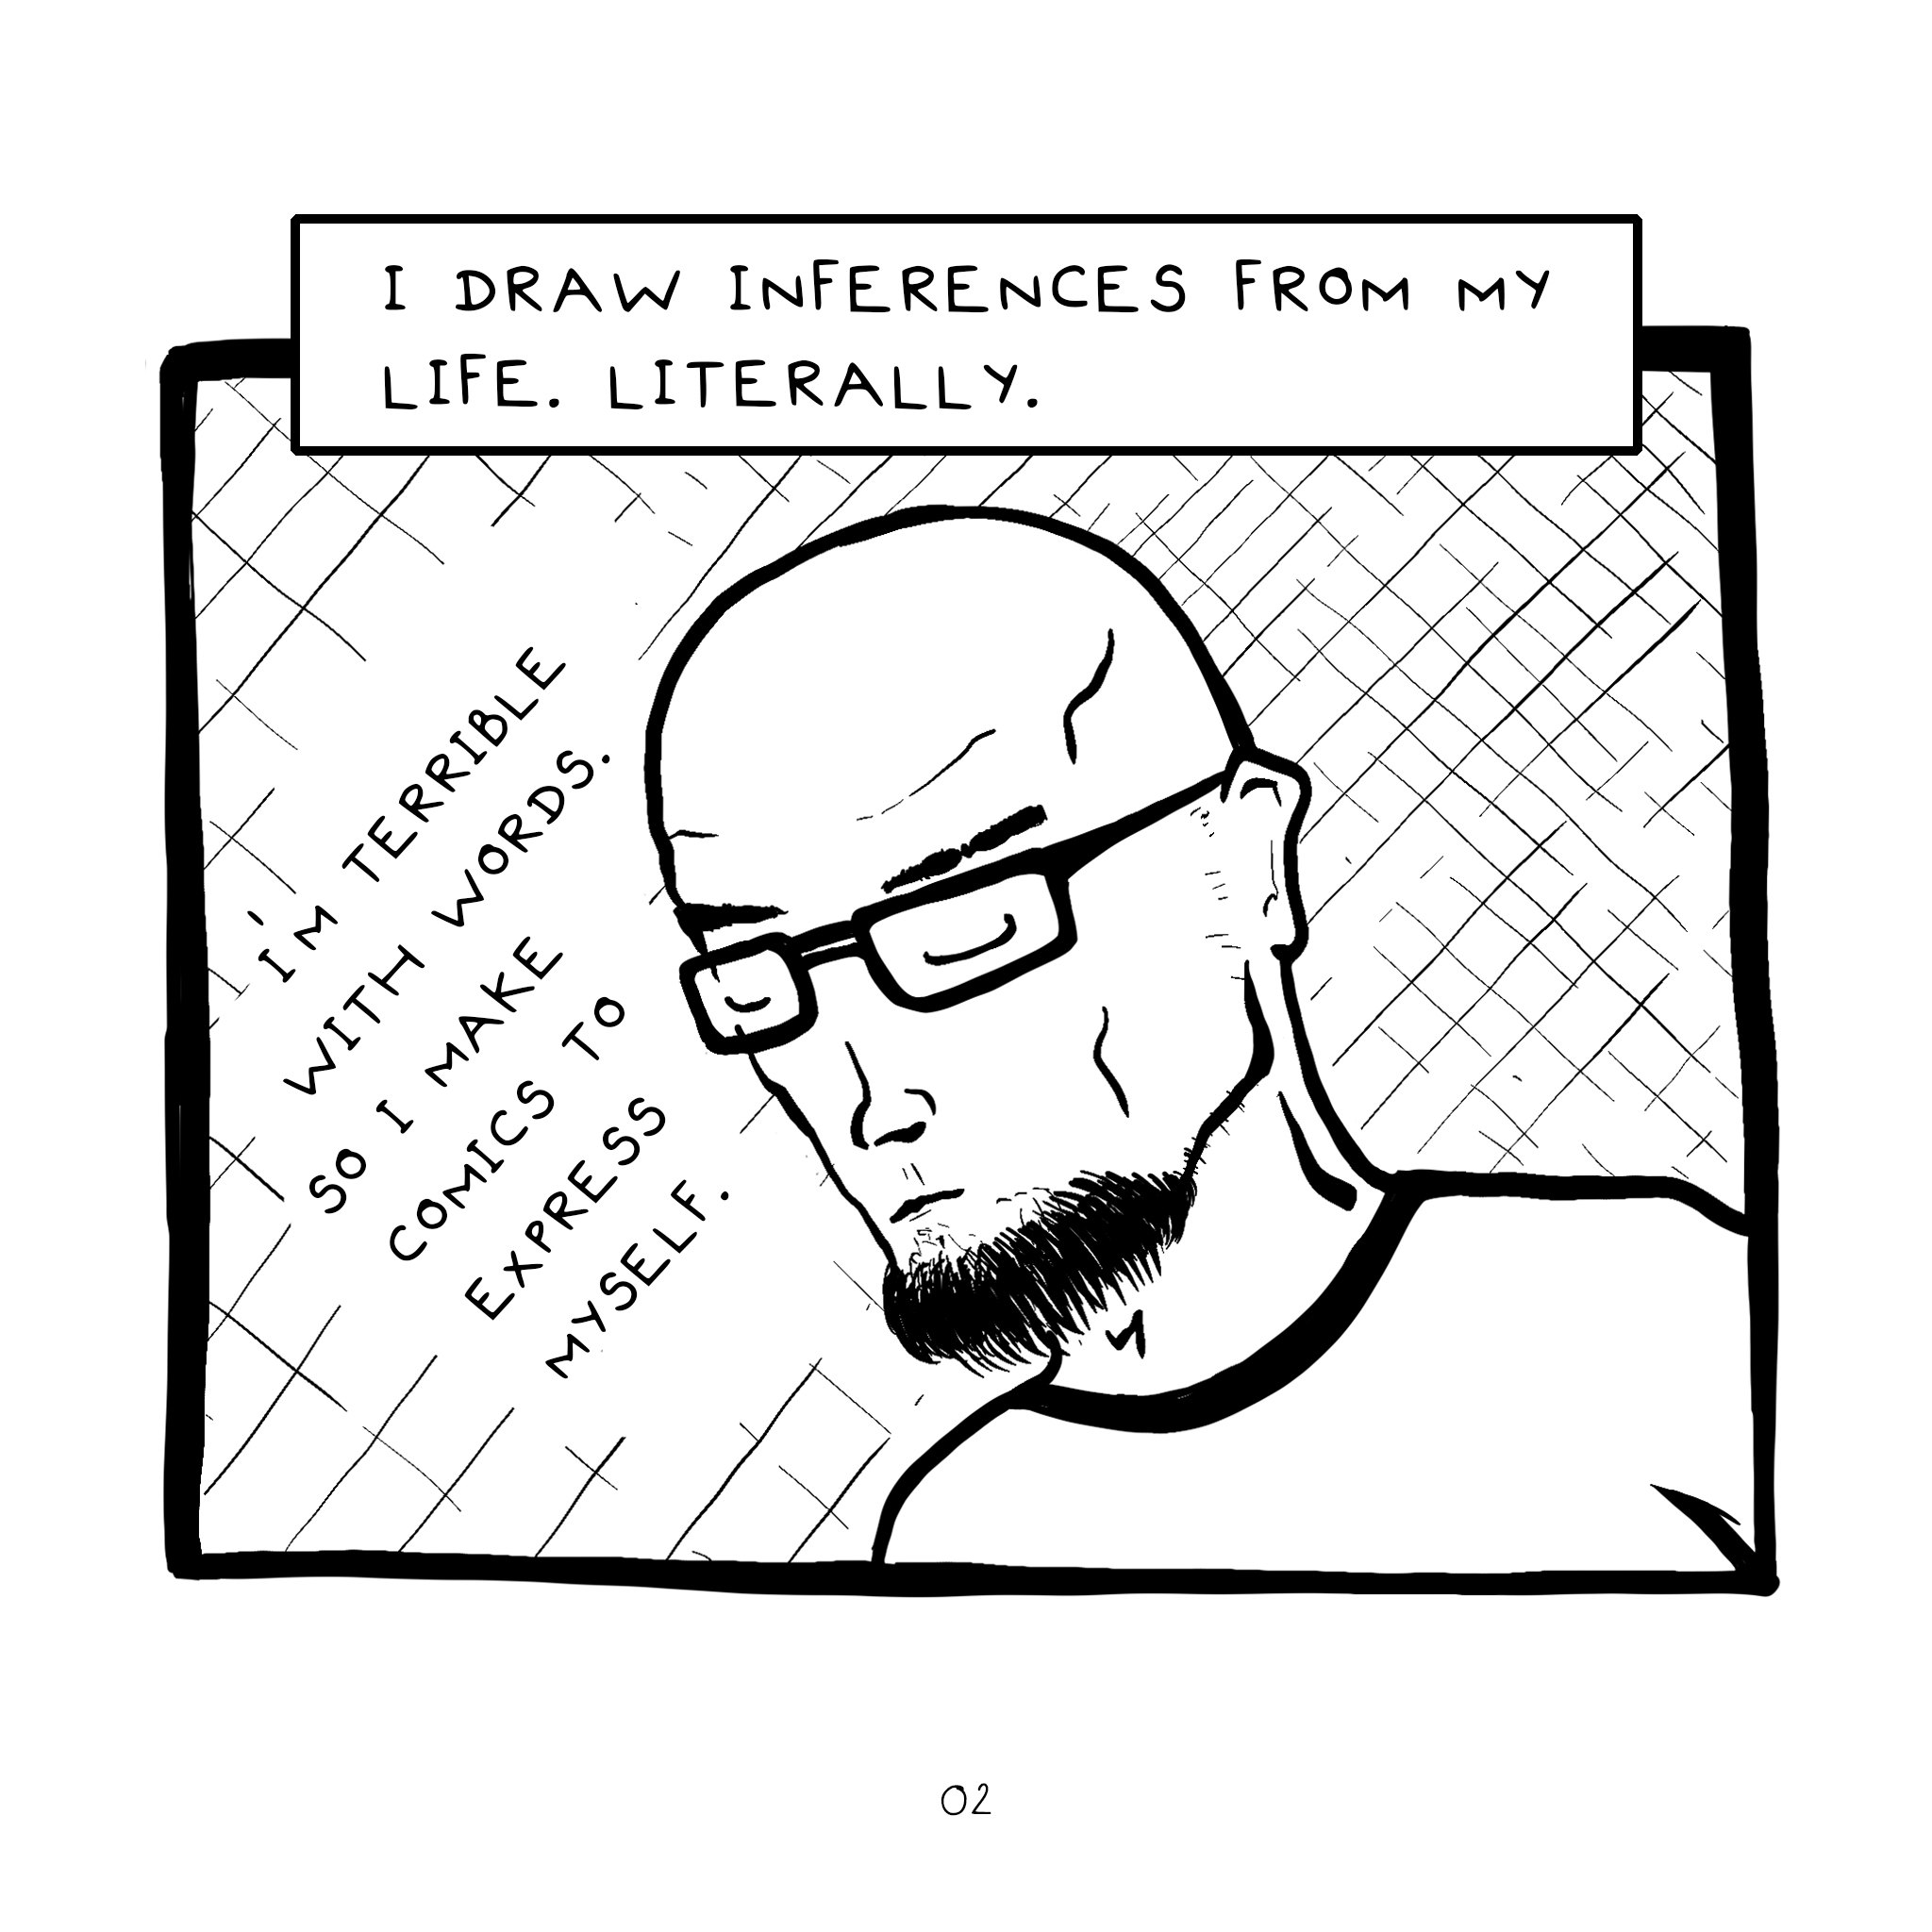 I DRAW INFERENCES FROM MY
LIFE. LITERALLY.
I'M TERRIBLE
WITH WORDS.
SO I MAKE
COMICS TO
EXPRESS
MYSELF.
02